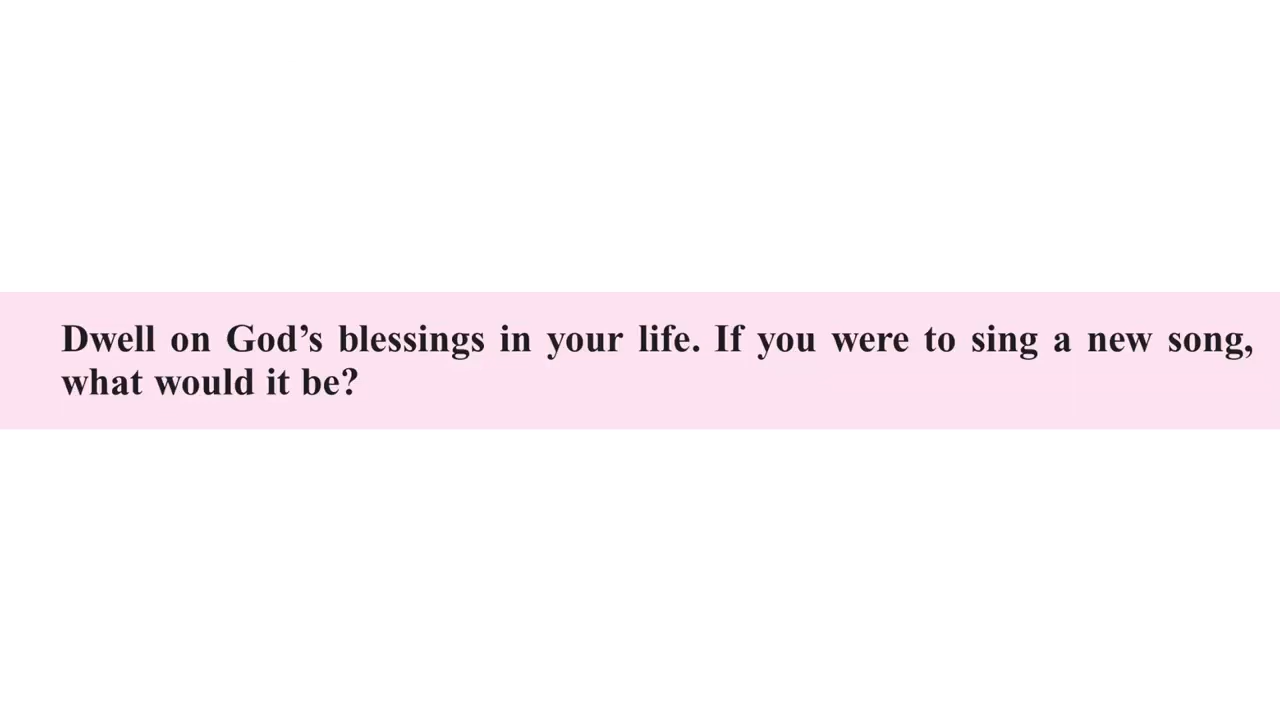 Dwell on God’s blessings in your life. If you were to sing a new song,
what would it be?